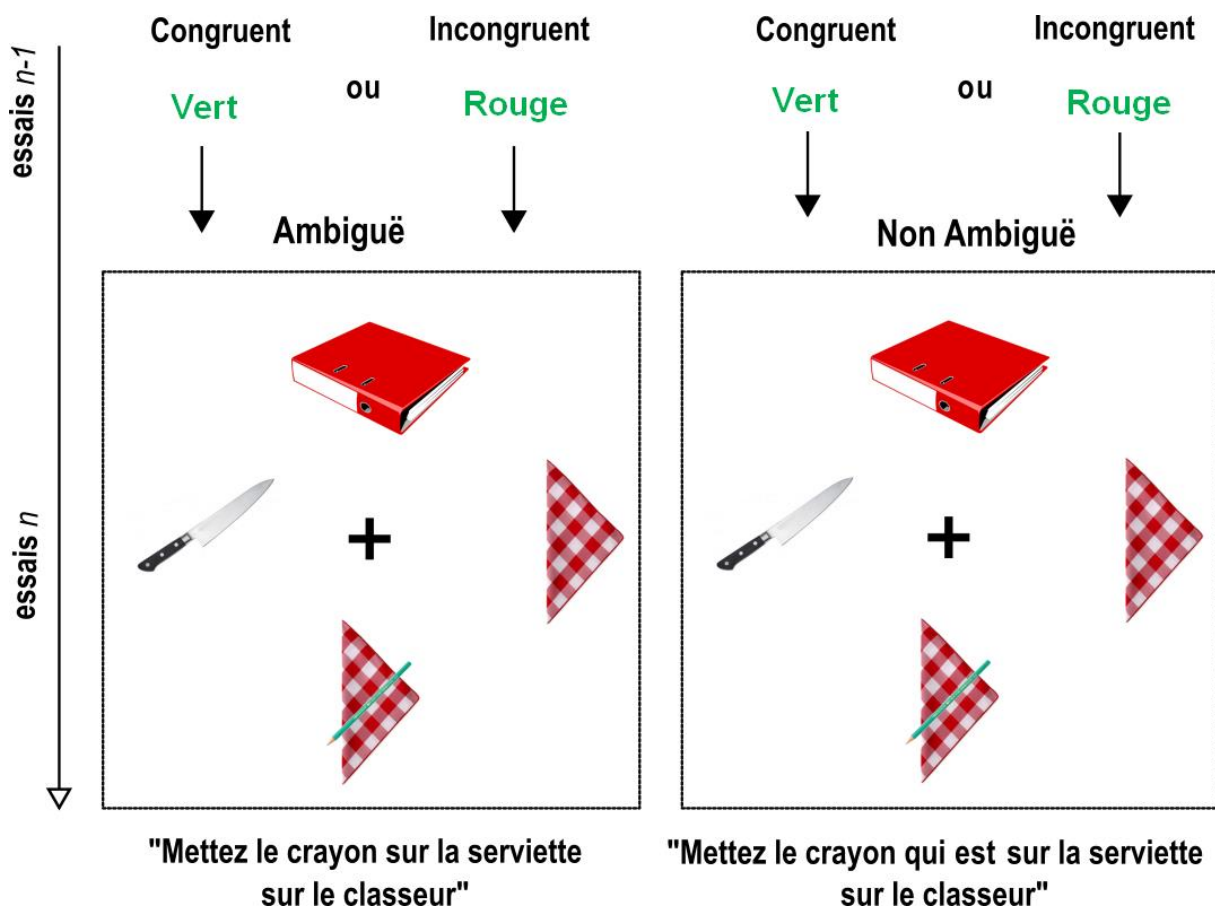 Congruent
Incongruent
Congruent
Incongruent
essais n-1
Vert
ou
Rouge
Vert
ou
Rouge
Ambiguë
Non Ambiguë
essais n
"Mettez le crayon sur la serviette
sur le classeur"
"Mettez le crayon qui est sur la serviette
sur le classeur"